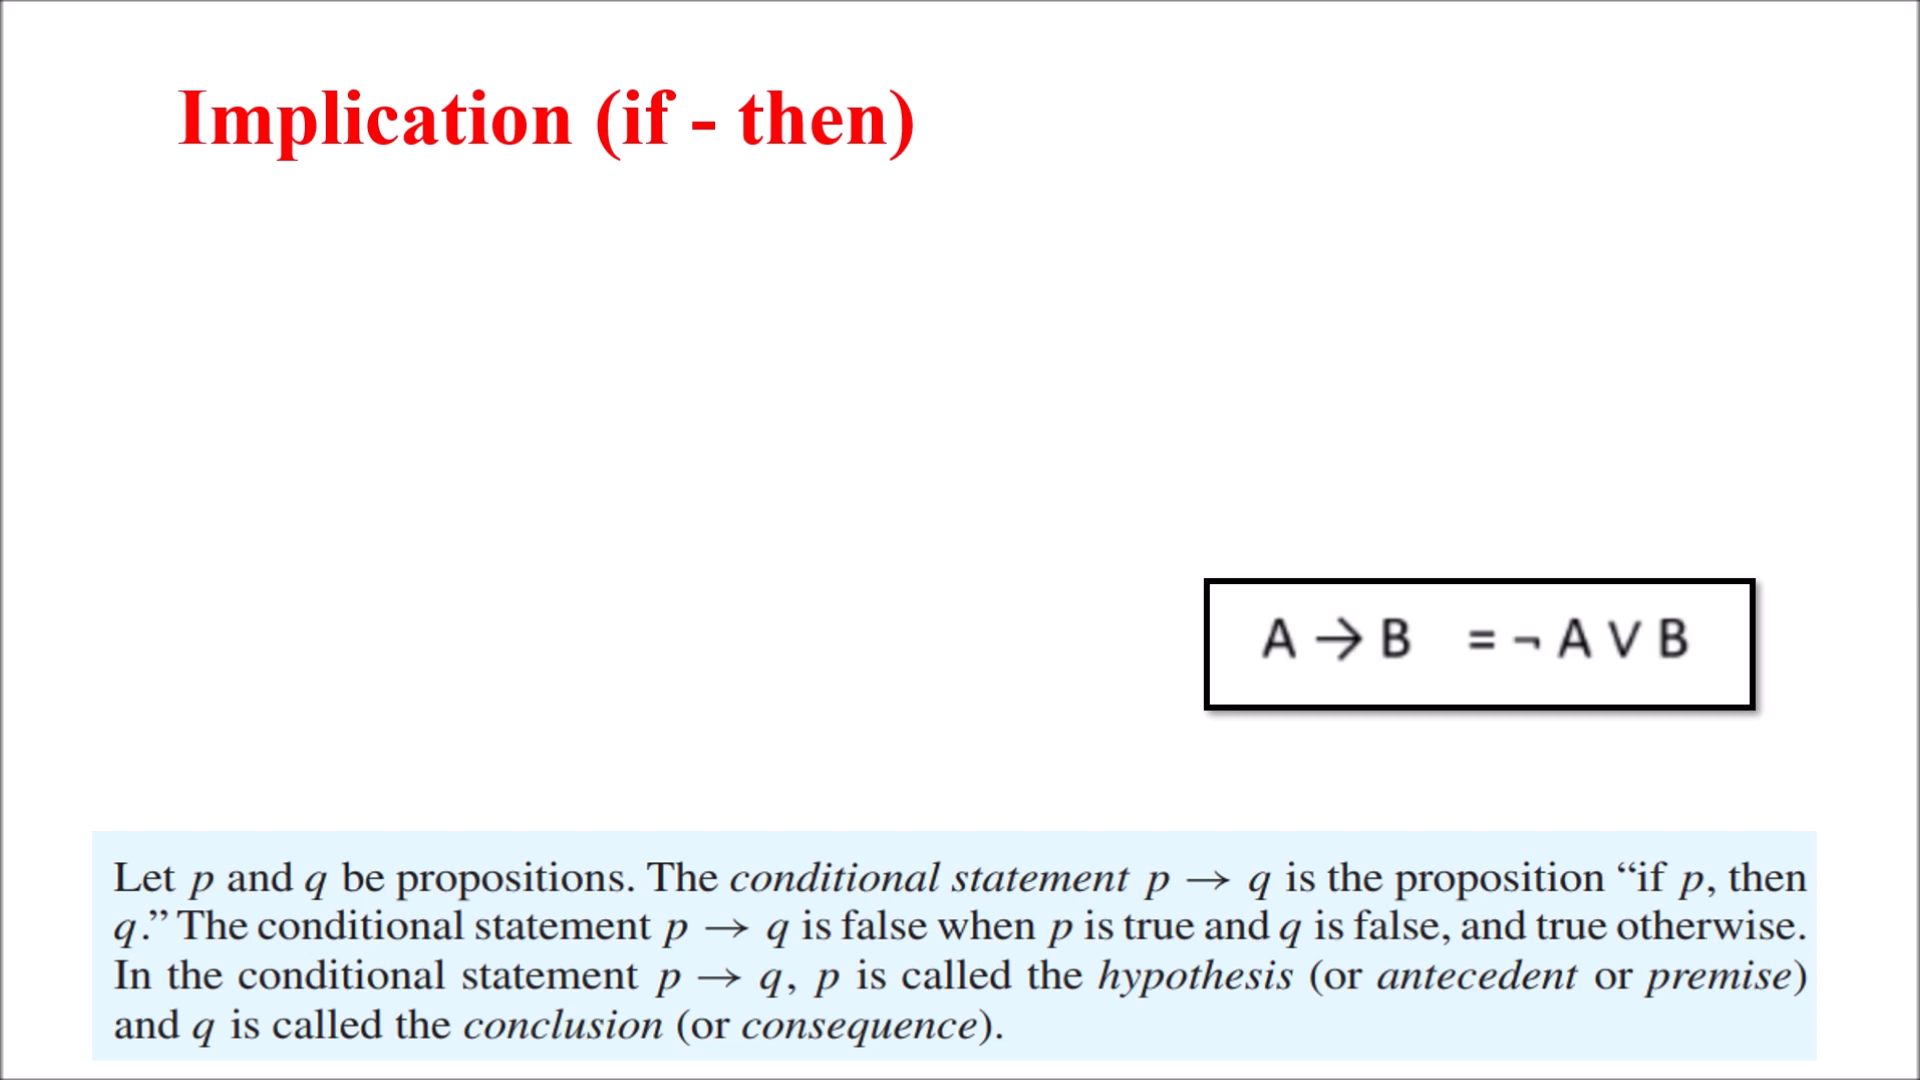 Implication (if - then)
A → B = ¬ A V B
Let p and q be propositions. The conditional statement p → q is the proposition “if p, then
q.” The conditional statement p → q is false when p is true and q is false, and true otherwise.
In the conditional statement p → q, p is called the hypothesis (or antecedent or premise)
and q is called the conclusion (or consequence).